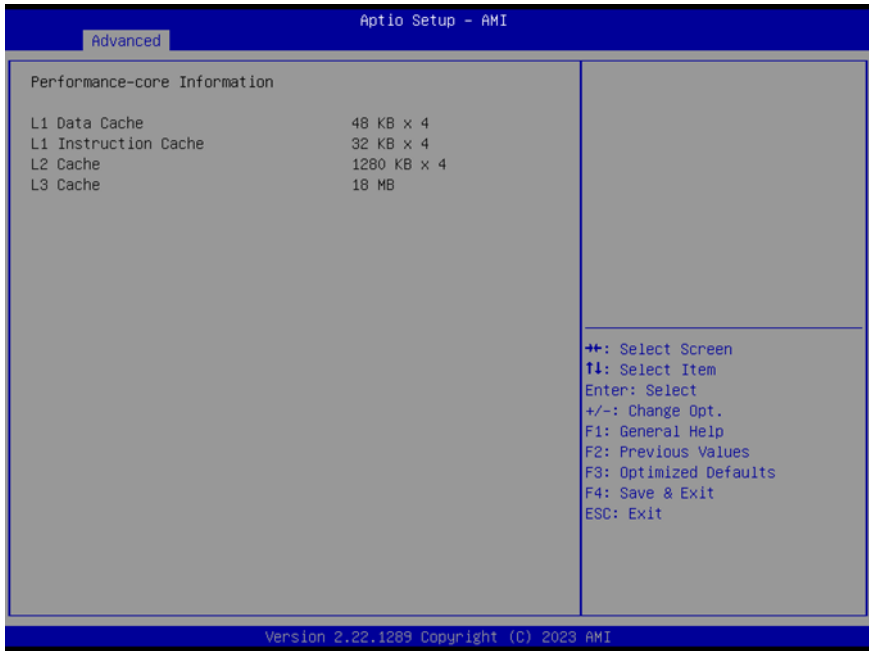 Aptio Setup – AMI
Advanced
Performance-core Information
L1 Data Cache 48 KB x 4
L1 Instruction Cache 32 KB x 4
L2 Cache 1280 KB x 4
L3 Cache 18 MB
→←: Select Screen
↑↓: Select Item
Enter: Select
+/-: Change Opt.
F1: General Help
F2: Previous Values
F3: Optimized Defaults
F4: Save & Exit
ESC: Exit
Version 2.22.1289 Copyright (C) 2023 AMI